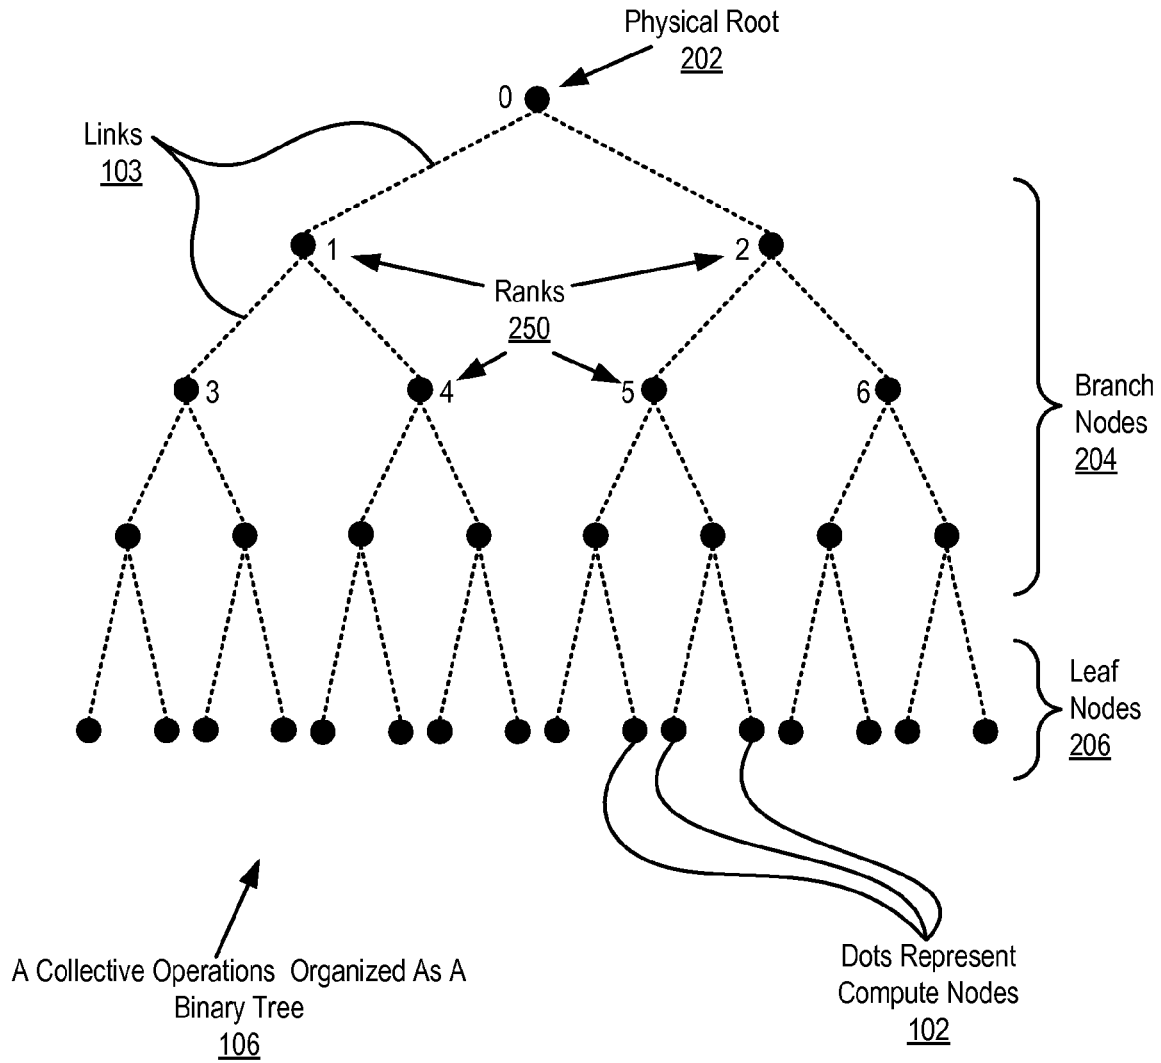 Physical Root
202
0
Links
103
1
2
Ranks
250
3
4
5
6
Branch
Nodes
204
Leaf
Nodes
206
A Collective Operations Organized As A
Binary Tree
106
Dots Represent
Compute Nodes
102